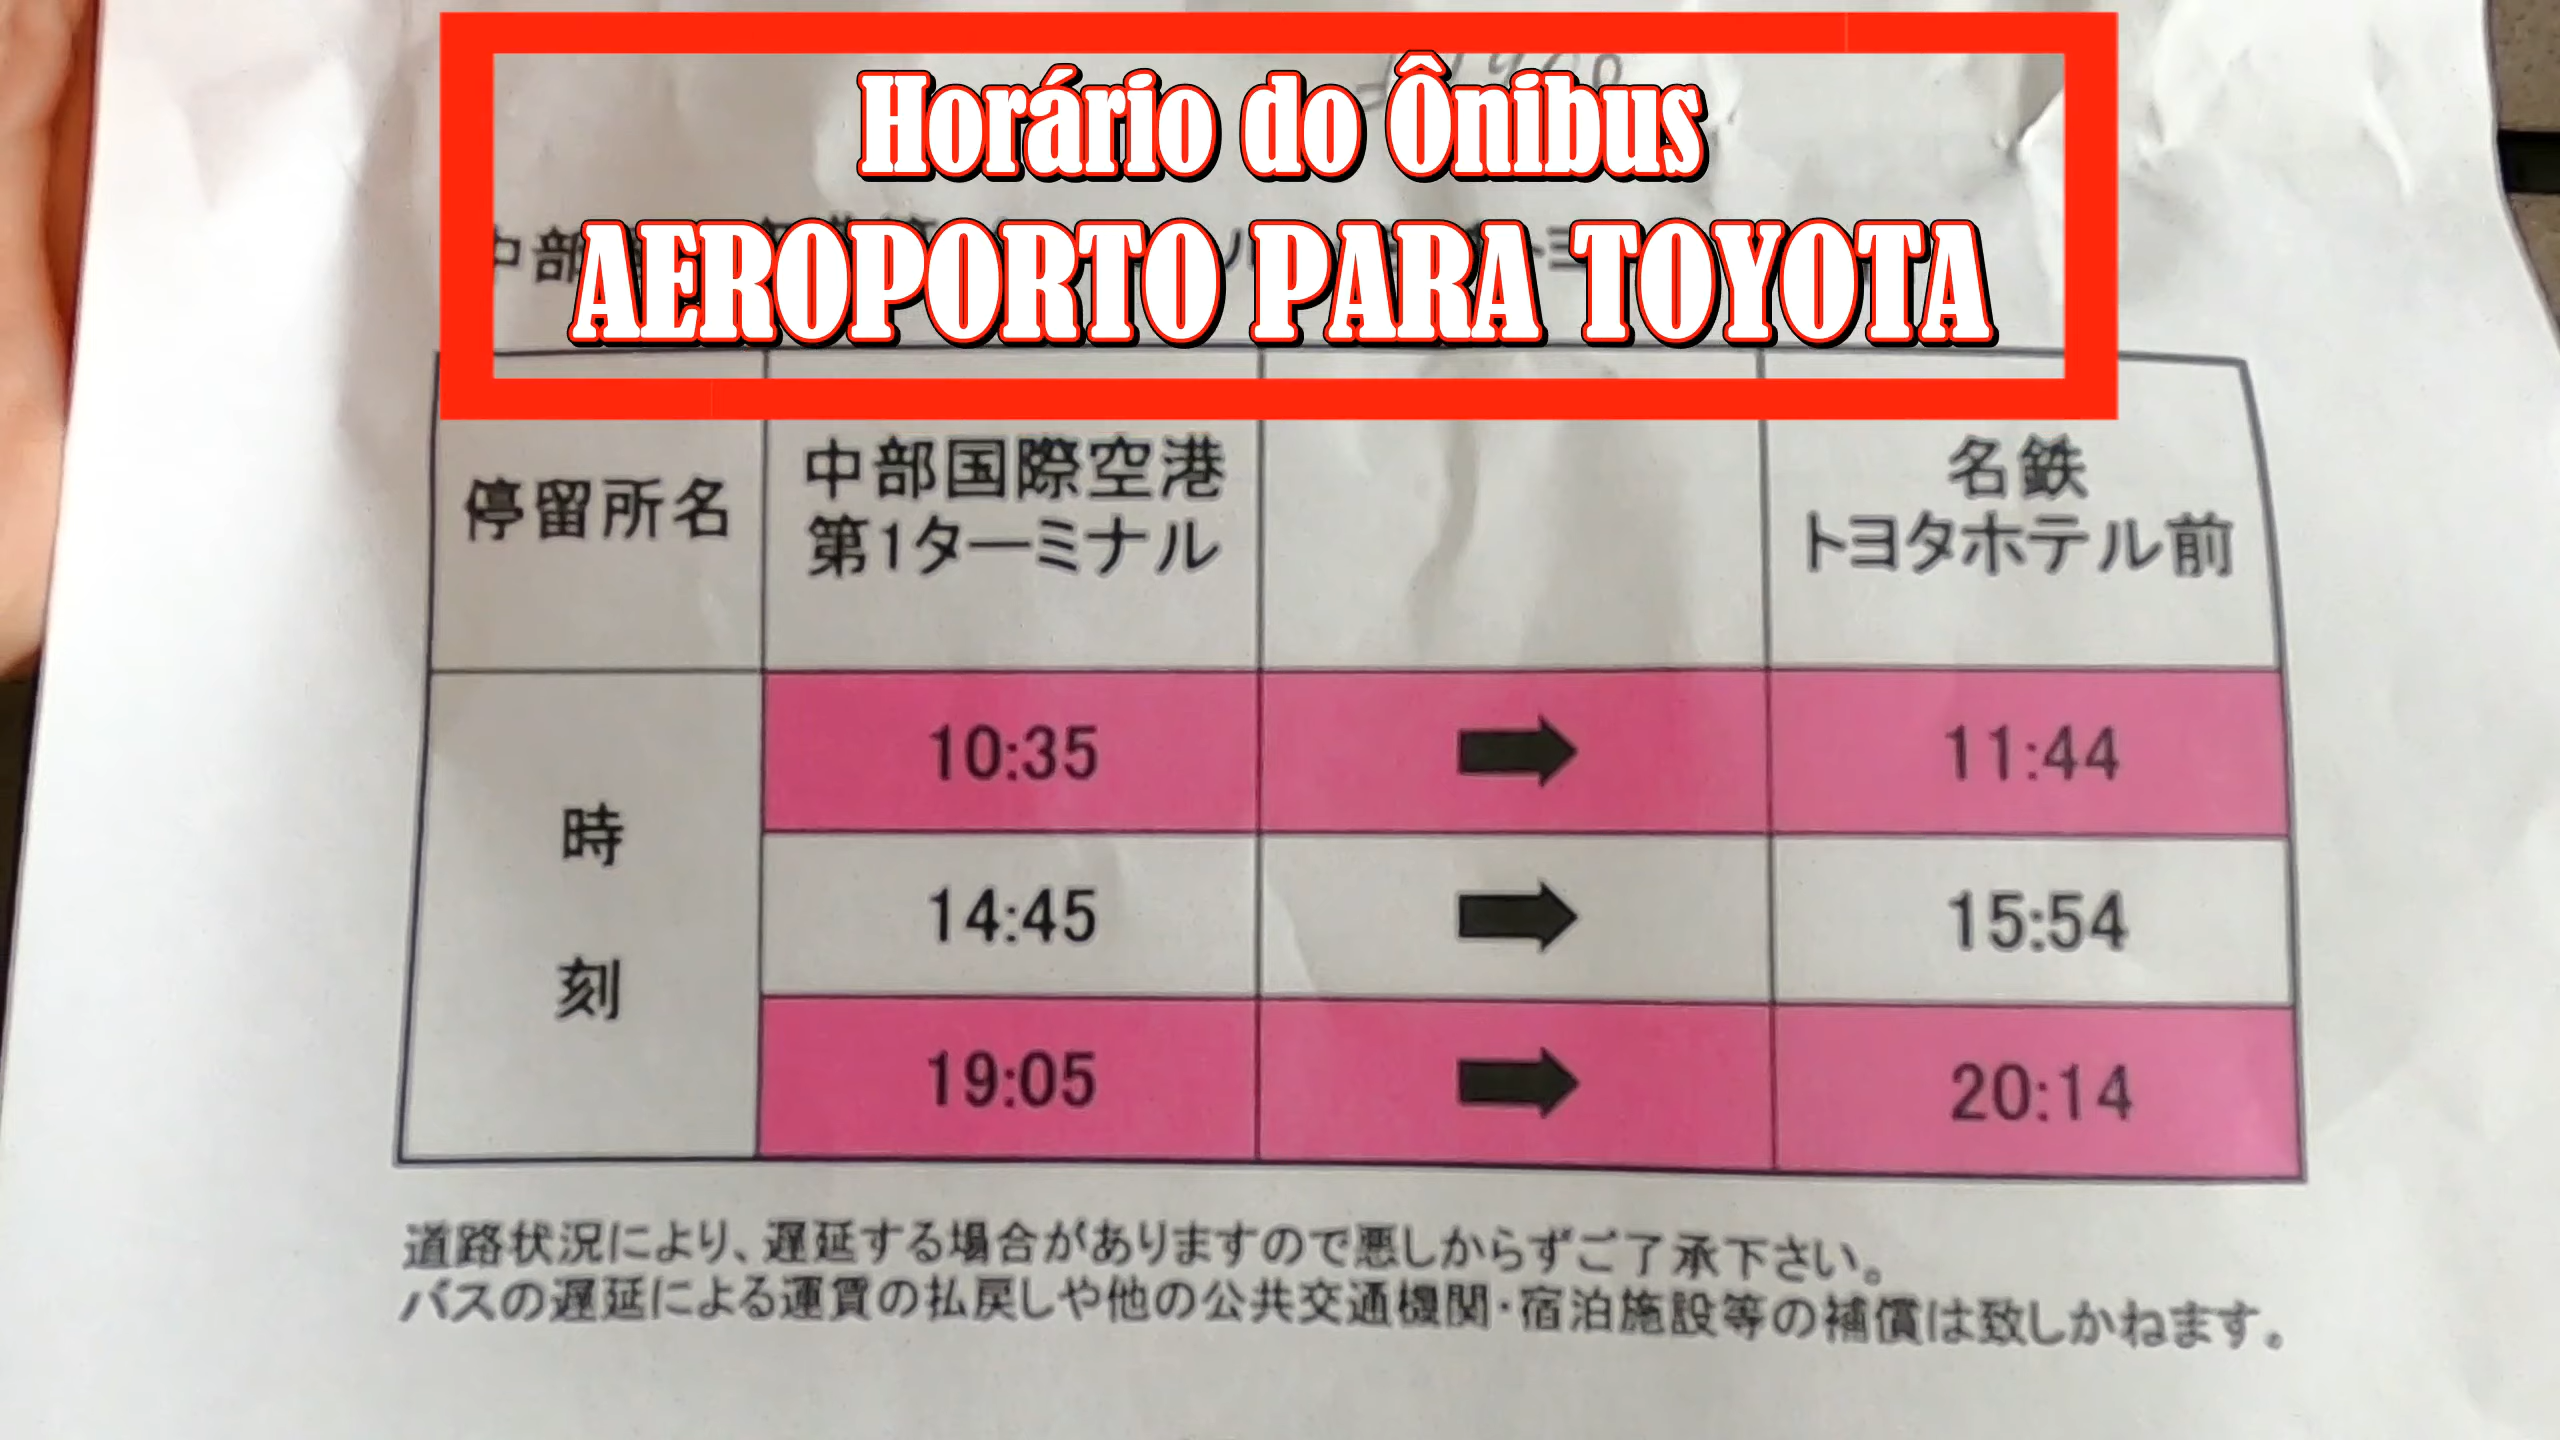 Horário do Ônibus
AEROPORTO PARA TOYOTA
停留所名
中部国際空港
第1ターミナル
名鉄
トヨタホテル前
時刻
10:35 ➡ 11:44
14:45 ➡ 15:54
19:05 ➡ 20:14
道路状況により、遅延する場合がありますので悪しからずご了承下さい。
バスの遅延による運賃の払戻しや他の公共交通機関・宿泊施設等の補償は致しかねます。